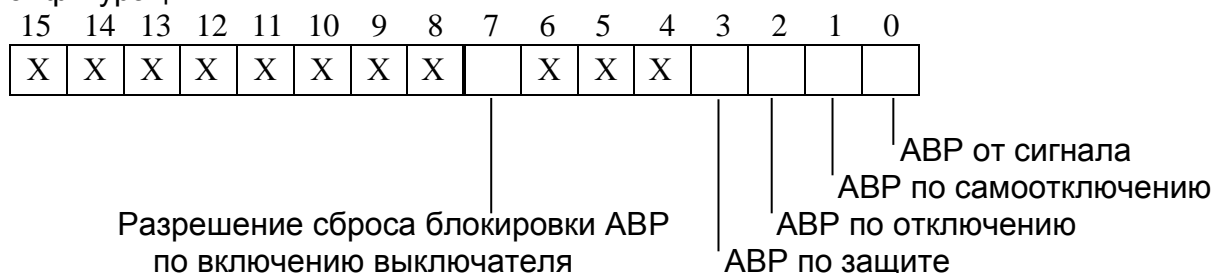 15 14 13 12 11 10 9 8 7 6 5 4 3 2 1 0
X X X X X X X X X X X
АВР от сигнала
АВР по самоотключению
Разрешение сброса блокировки АВР АВР по отключению
по включению выключателя АВР по защите